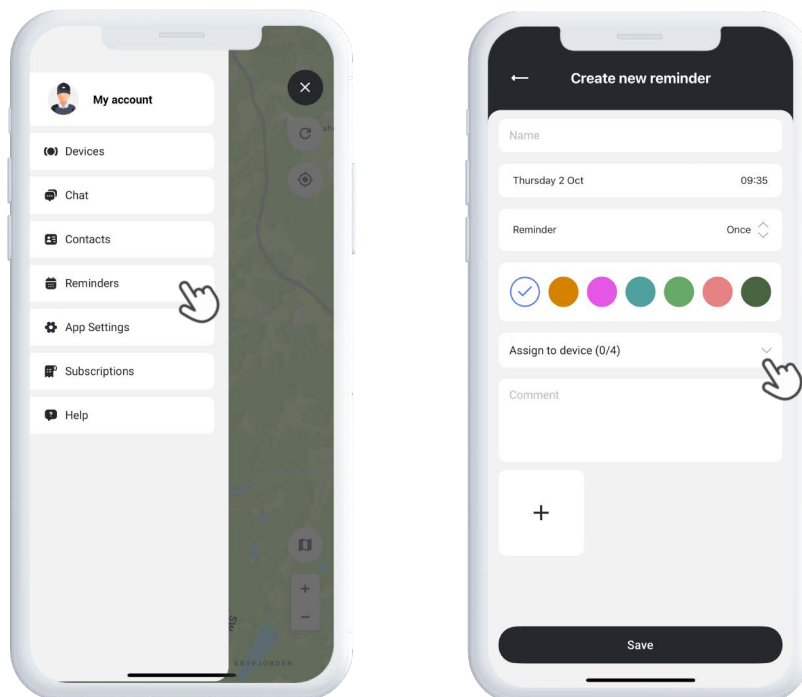 My account
Devices
Chat
Contacts
Reminders
App Settings
Subscriptions
Help
+
−
Create new reminder
Name
Thursday 2 Oct 09:35
Reminder Once
Assign to device (0/4)
Comment
+
Save